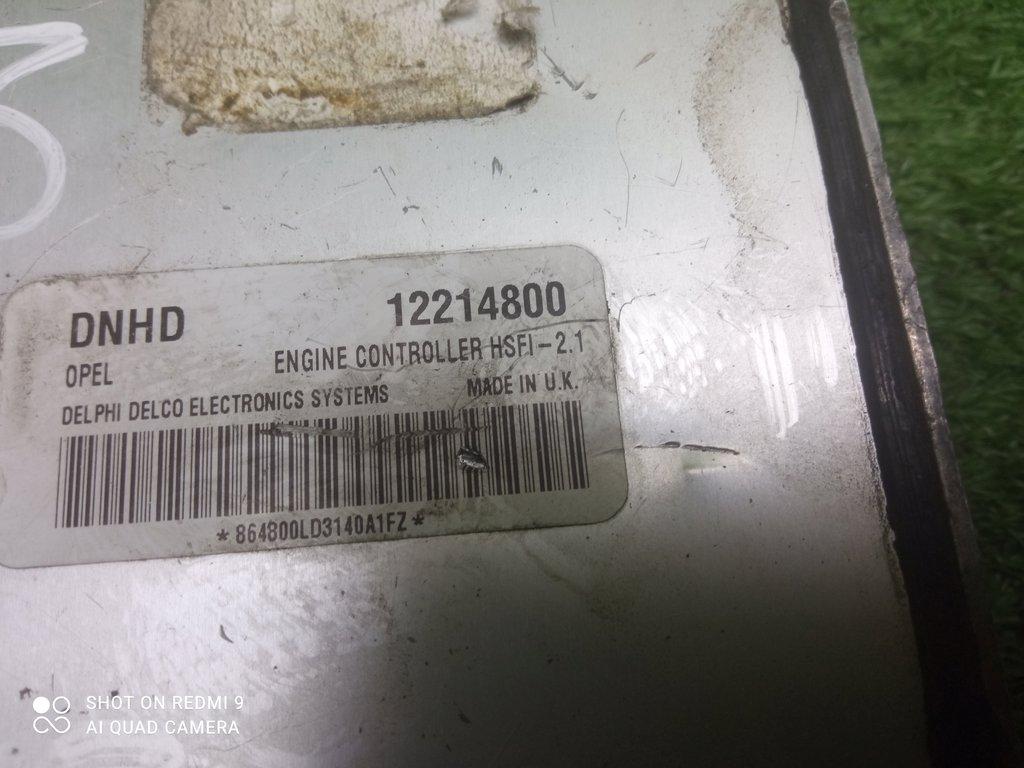 3
DNHD 12214800
OPEL ENGINE CONTROLLER HSFI-2.1
DELPHI DELCO ELECTRONICS SYSTEMS MADE IN U.K.
*864800LD3140A1FZ*
SHOT ON REDMI 9
AI QUAD CAMERA